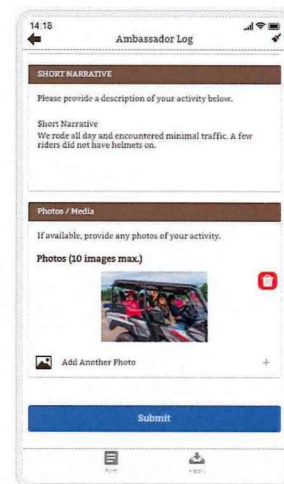 14:18
Ambassador Log
SHORT NARRATIVE
Please provide a description of your activity below.
Short Narrative
We rode all day and encountered minimal traffic. A few
riders did not have helmets on.
Photos / Media
If available, provide any photos of your activity.
Photos (10 images max.)
Add Another Photo
Submit
Form